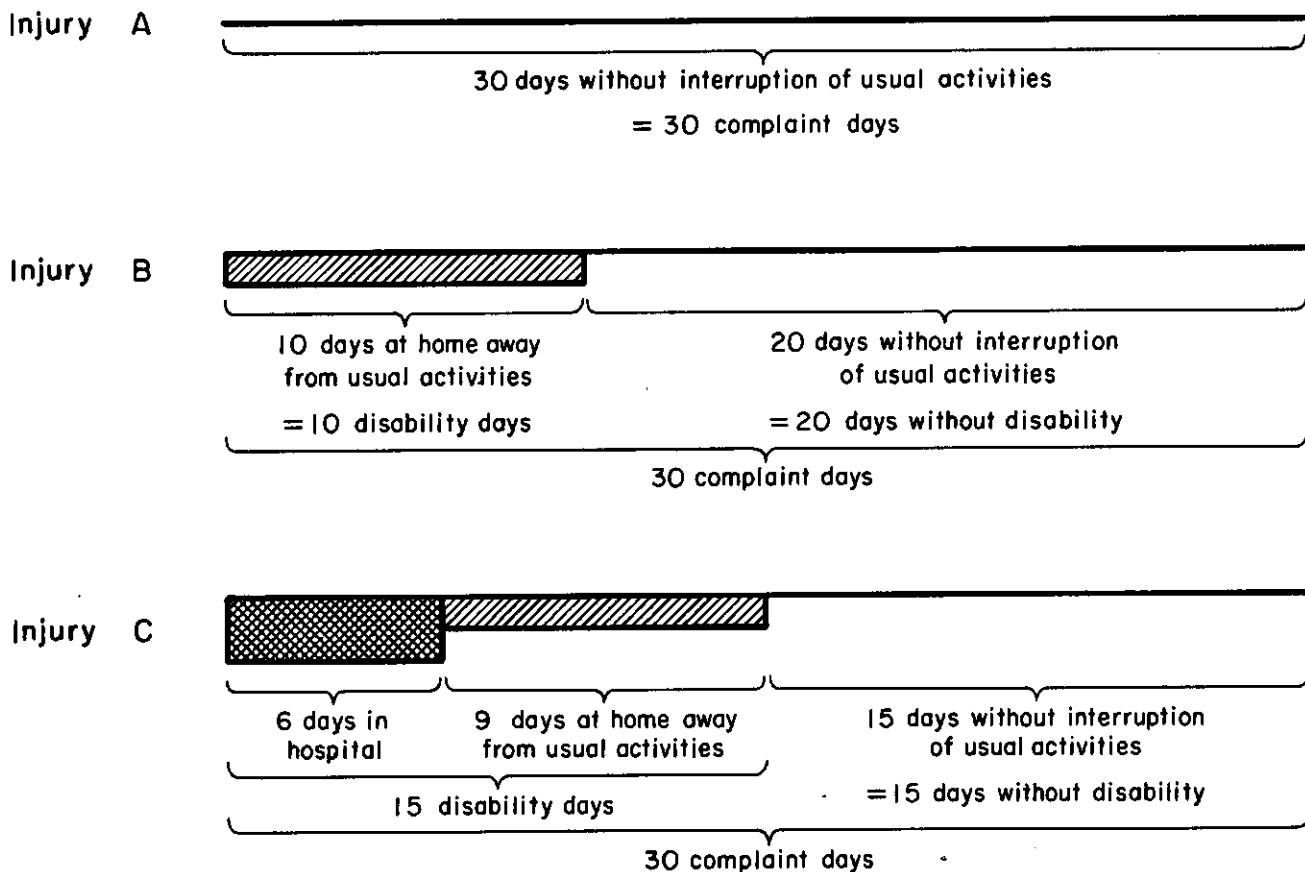 Injury A
30 days without interruption of usual activities
= 30 complaint days
Injury B
10 days at home away
from usual activities
= 10 disability days
20 days without interruption
of usual activities
= 20 days without disability
30 complaint days
Injury C
6 days in
hospital
9 days at home away
from usual activities
15 disability days
15 days without interruption
of usual activities
= 15 days without disability
30 complaint days